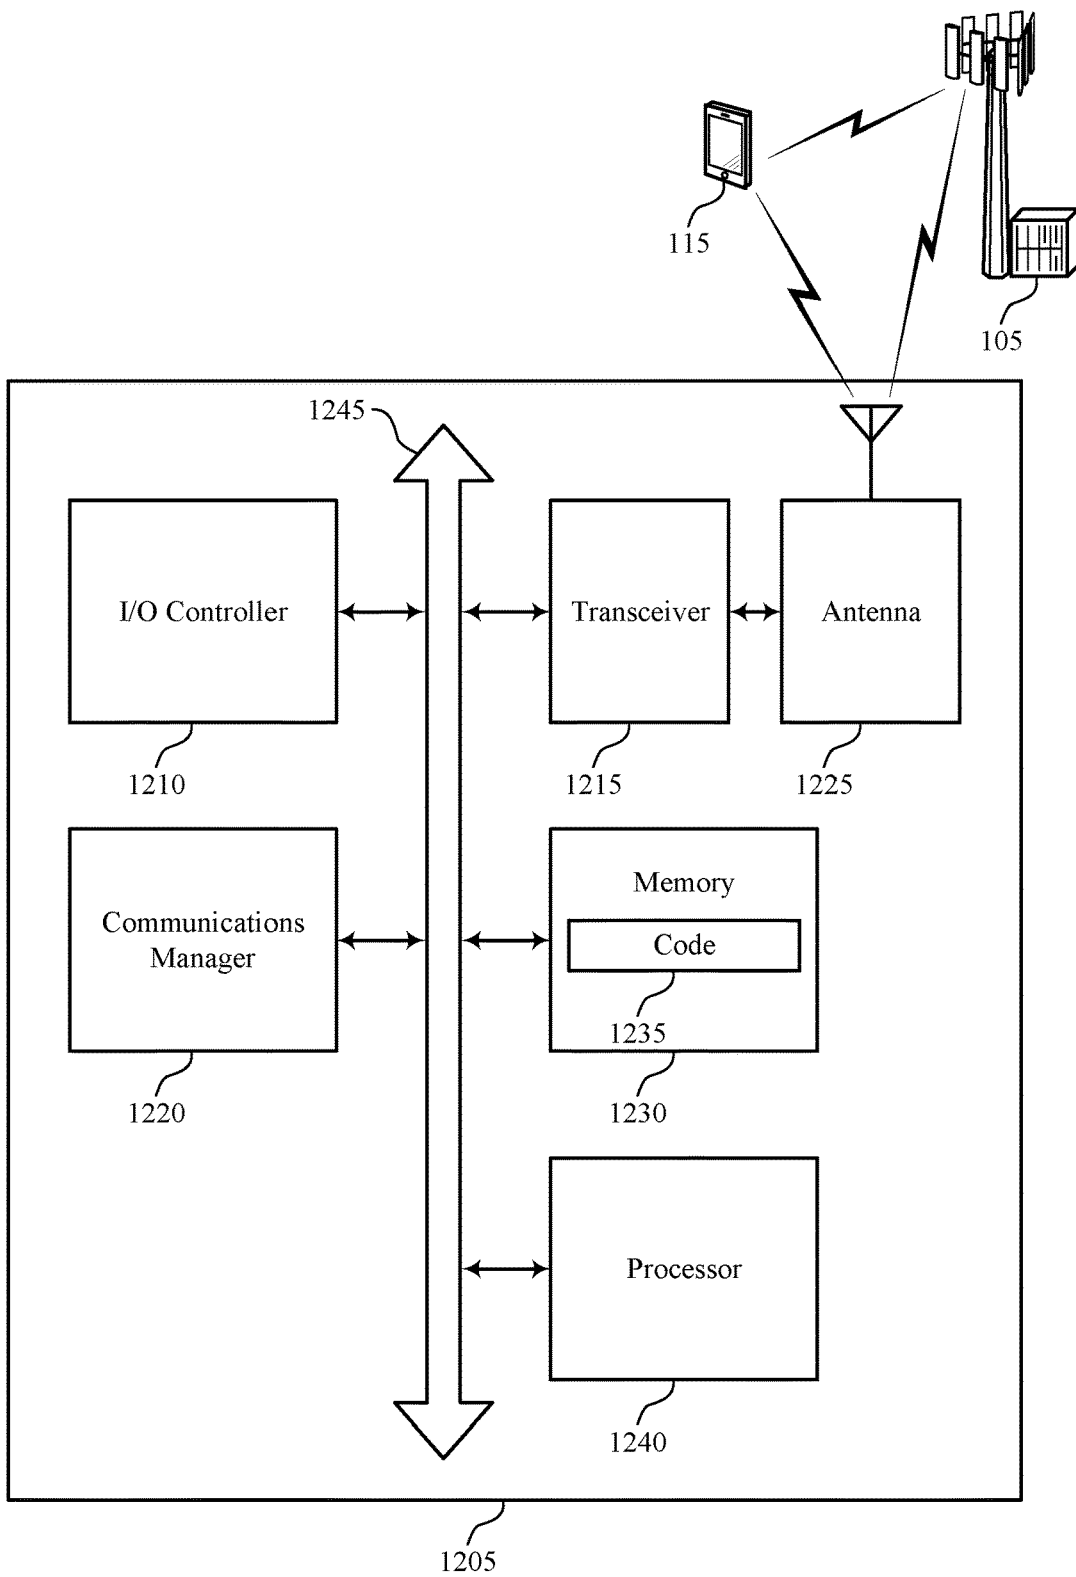 115
105
1245
I/O Controller
Transceiver
Antenna
1210
1215
1225
Communications
Manager
Memory
Code
1235
1220
1230
Processor
1240
1205